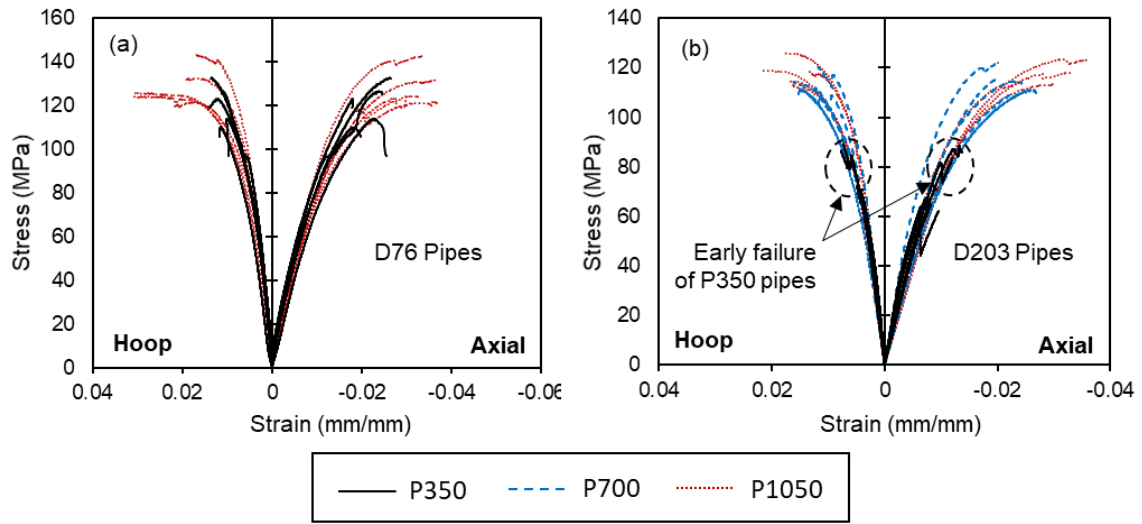 (a)
160
140
120
100
80
60
40
20
0
Stress (MPa)
D76 Pipes
Hoop
Axial
0.04
0.02
0
-0.02
-0.04
-0.06
Strain (mm/mm)
(b)
140
120
100
80
60
40
20
0
Stress (MPa)
Early failure
of P350 pipes
D203 Pipes
Hoop
Axial
0.04
0.02
0
-0.02
-0.04
Strain (mm/mm)
P350
P700
P1050